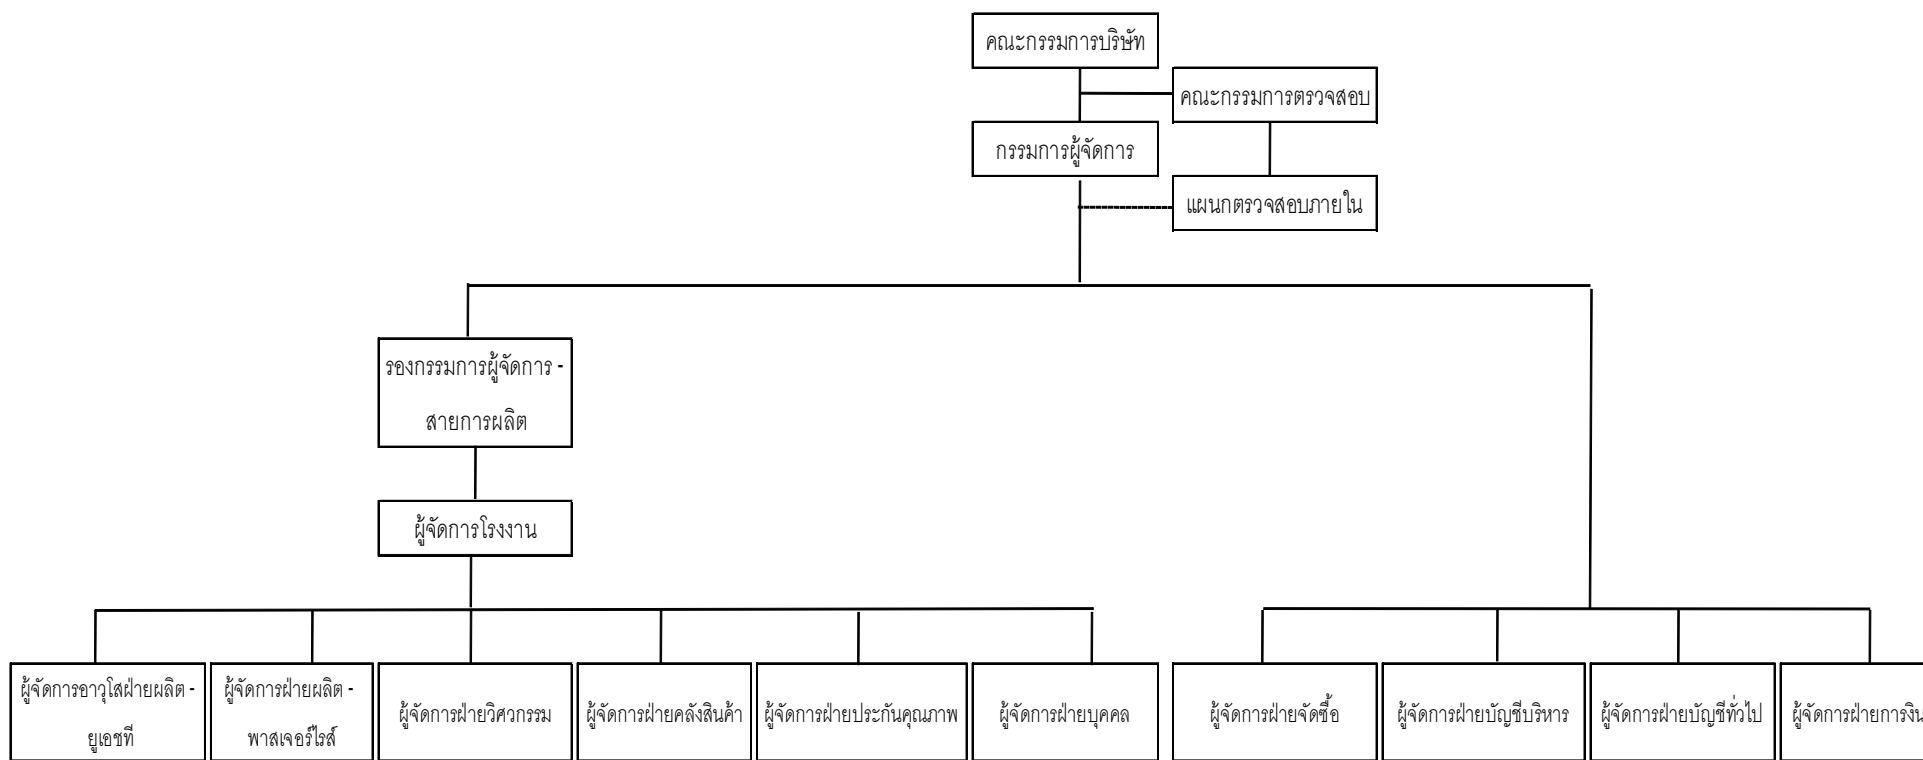 คณะกรรมการบริษัท
คณะกรรมการตรวจสอบ
กรรมการผู้จัดการ
แผนกตรวจสอบภายใน
รองกรรมการผู้จัดการ -
สายการผลิต
ผู้จัดการโรงงาน
ผู้จัดการอาวุโสฝ่ายผลิต -
ยูเอชที
ผู้จัดการฝ่ายผลิต -
พาสเจอร์ไรส์
ผู้จัดการฝ่ายวิศวกรรม
ผู้จัดการฝ่ายคลังสินค้า
ผู้จัดการฝ่ายประกันคุณภาพ
ผู้จัดการฝ่ายบุคคล
ผู้จัดการฝ่ายจัดซื้อ
ผู้จัดการฝ่ายบัญชีบริหาร
ผู้จัดการฝ่ายบัญชีทั่วไป
ผู้จัดการฝ่ายการเงิน